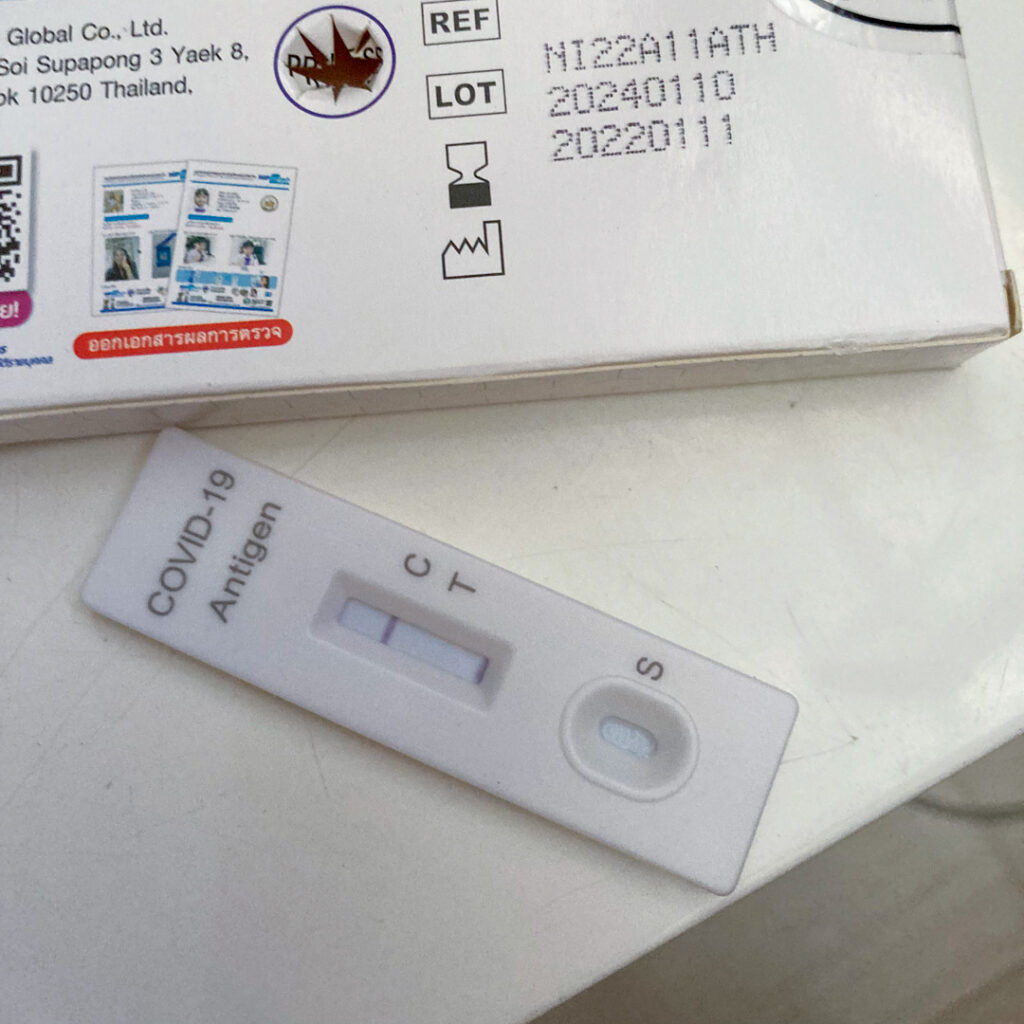 Global Co., Ltd.
Soi Supapong 3 Yaek 8,
ok 10250 Thailand,
REF
LOT
NI22A11ATH
20240110
20220111
ย!
ออกเอกสารผลการตรวจ
COVID-19
Antigen
C
T
S